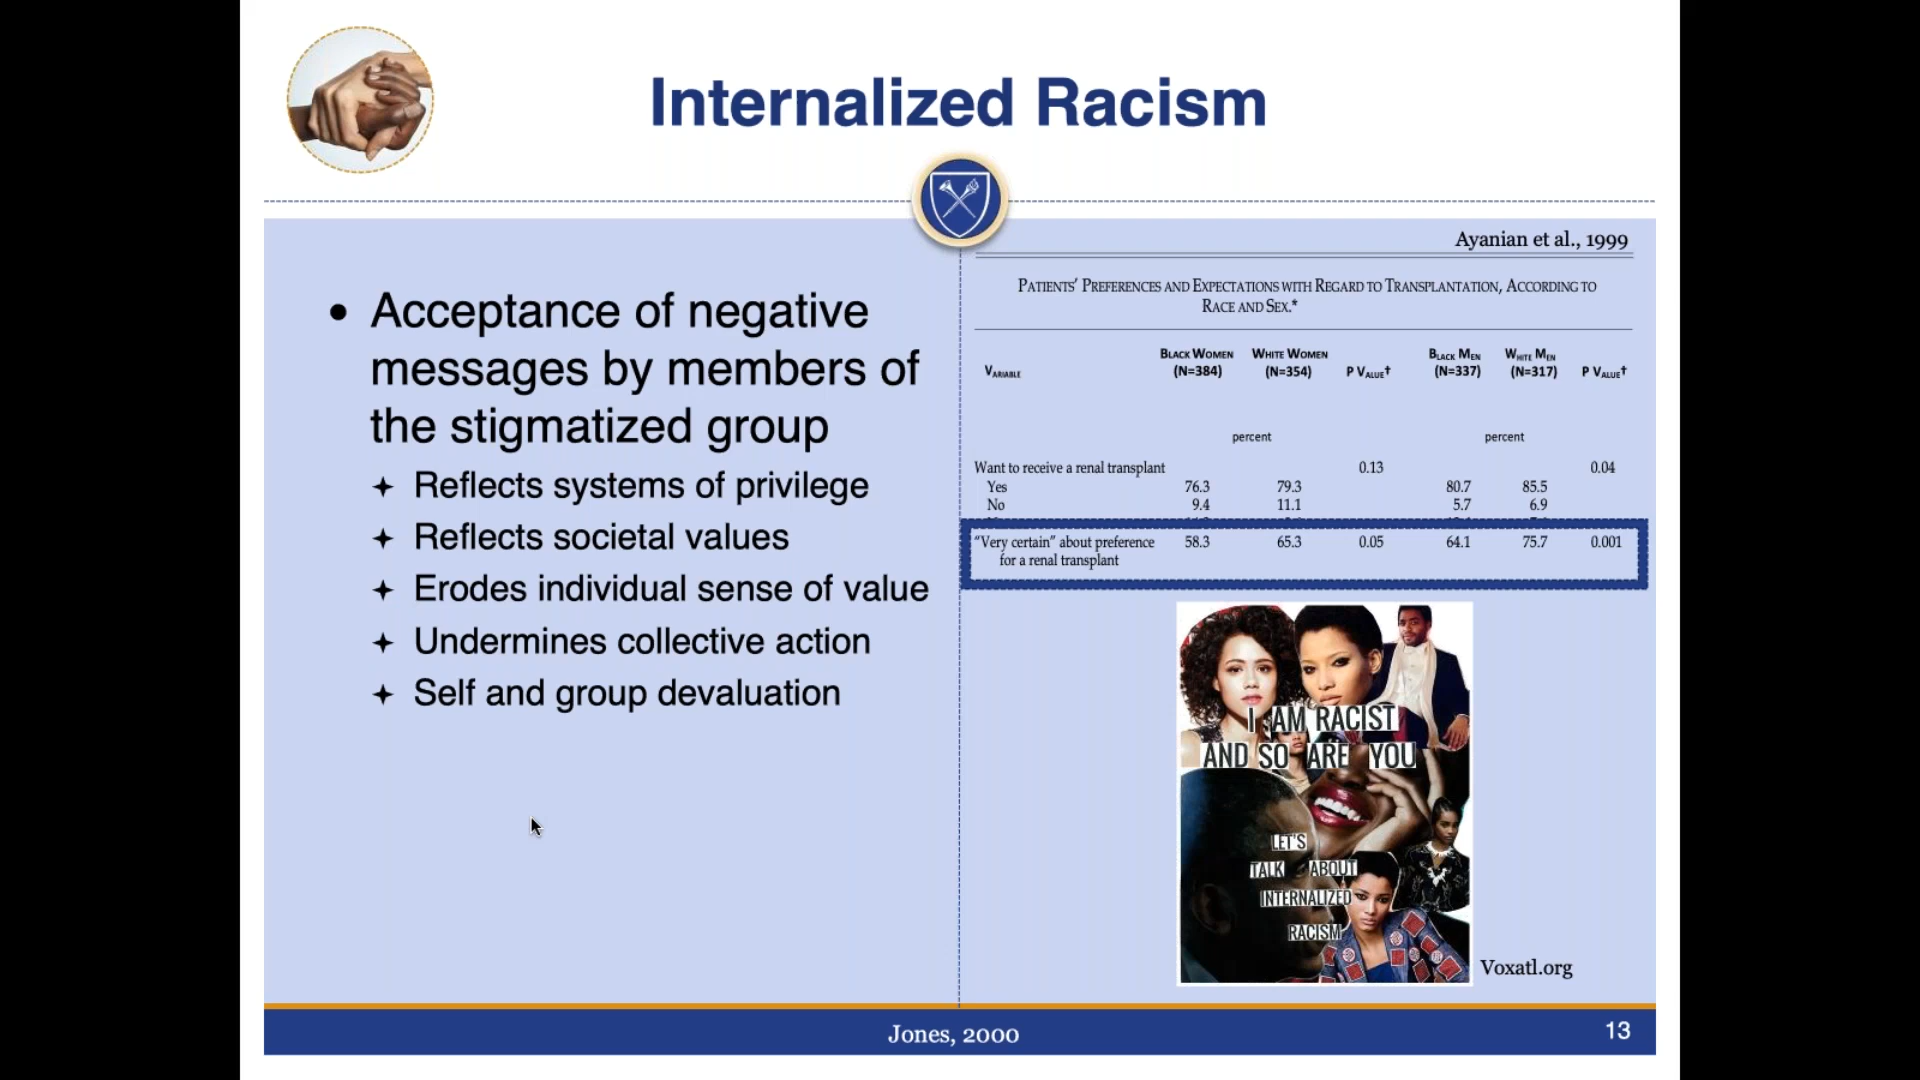 Internalized Racism
• Acceptance of negative
messages by members of
the stigmatized group
Reflects systems of privilege
Reflects societal values
Erodes individual sense of value
Undermines collective action
Self and group devaluation
Ayanian et al., 1999
Patients' Preferences and Expectations with Regard to Transplantation, According to
Race and Sex.*
Variable Black Women (N=384) White Women (N=354) P Value† Black Men (N=337) White Men (N=317) P Value†
percent percent
Want to receive a renal transplant 0.13 0.04
Yes 76.3 79.3 80.7 85.5
No 9.4 11.1 5.7 6.9
“Very certain” about preference 58.3 65.3 0.05 64.1 75.7 0.001
for a renal transplant
I AM RACIST
AND SO ARE YOU
LET'S
TALK ABOUT
INTERNALIZED
RACISM
Voxatl.org
Jones, 2000
13